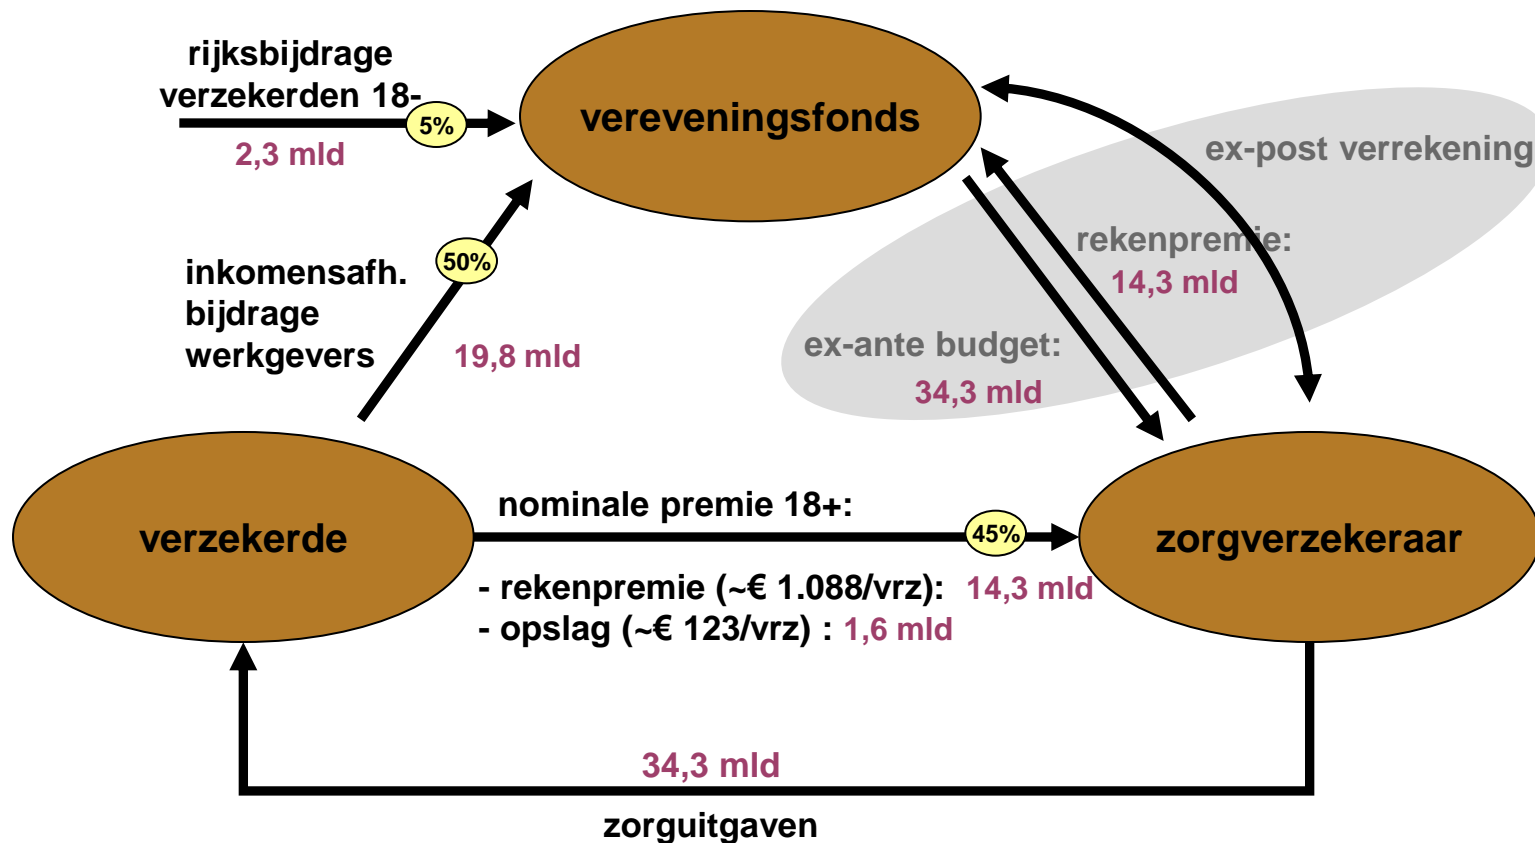 rijksbijdrage
verzekerden 18-
5%
2,3 mld
vereveningsfonds
ex-post verrekening
rekenpremie:
14,3 mld
inkomensafh.
bijdrage
werkgevers
50%
19,8 mld
ex-ante budget:
34,3 mld
verzekerde
nominale premie 18+:
45%
- rekenpremie (~€ 1.088/vrz): 14,3 mld
- opslag (~€ 123/vrz) : 1,6 mld
zorgverzekeraar
34,3 mld
zorguitgaven